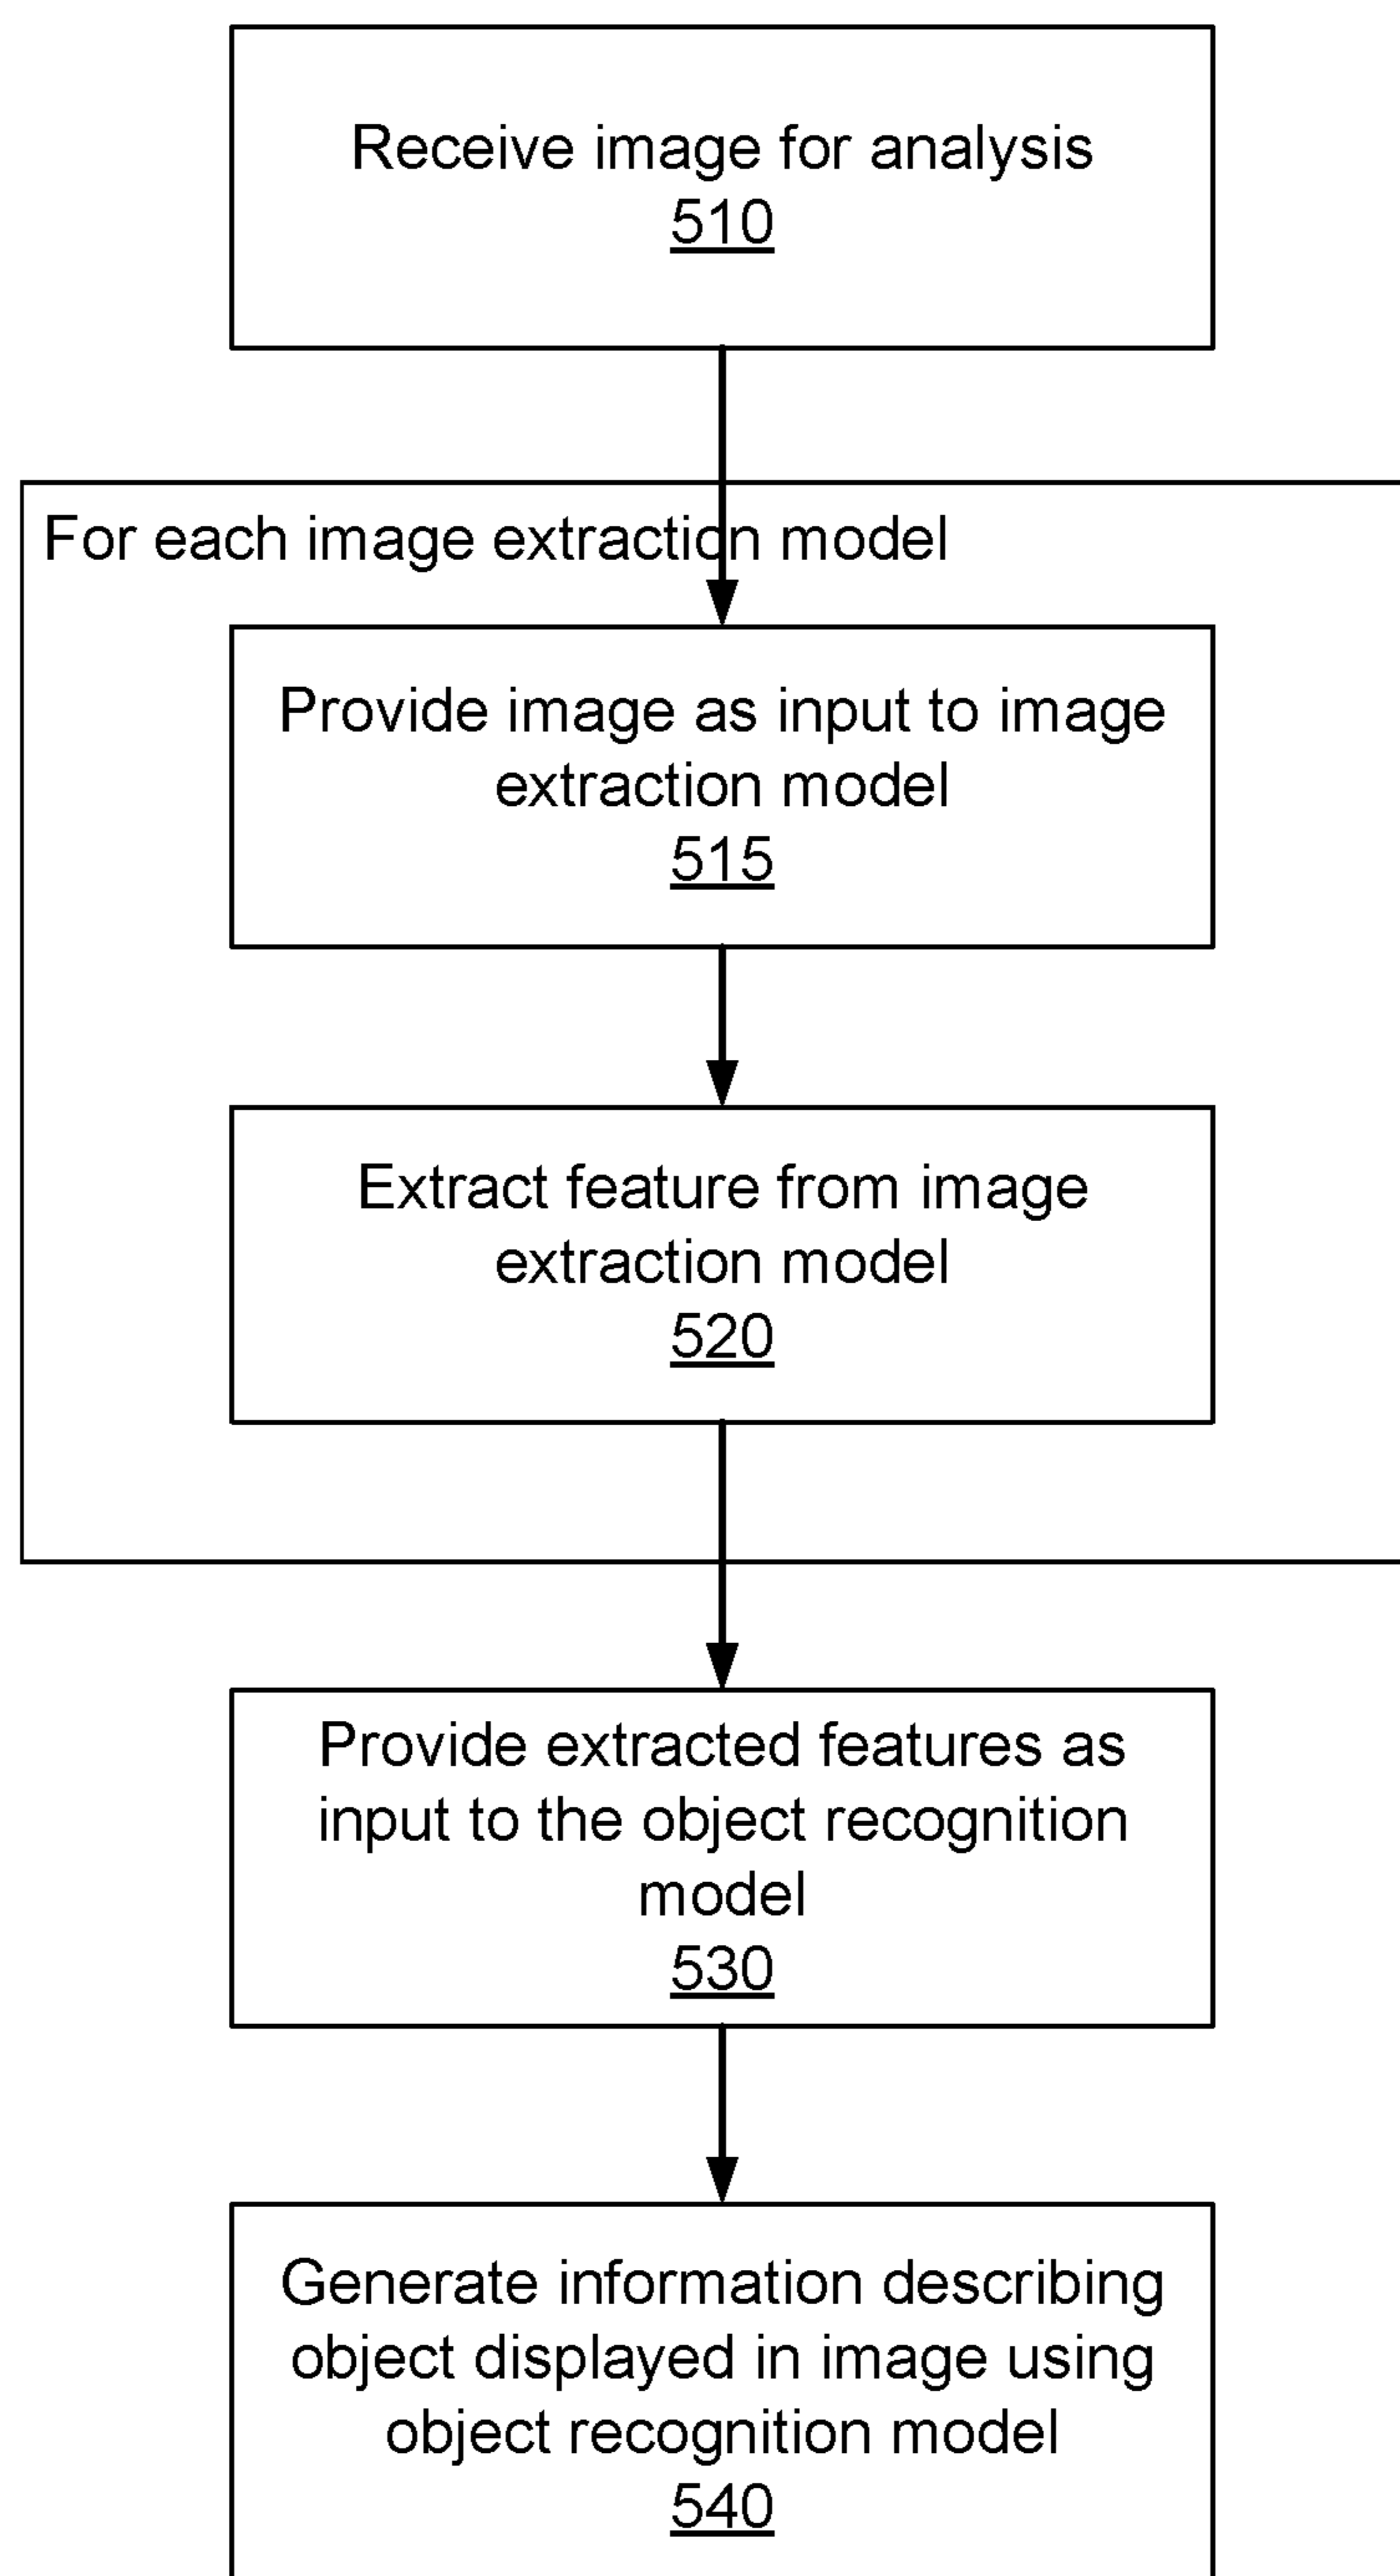 Receive image for analysis
510
For each image extraction model
Provide image as input to image
extraction model
515
Extract feature from image
extraction model
520
Provide extracted features as
input to the object recognition
model
530
Generate information describing
object displayed in image using
object recognition model
540